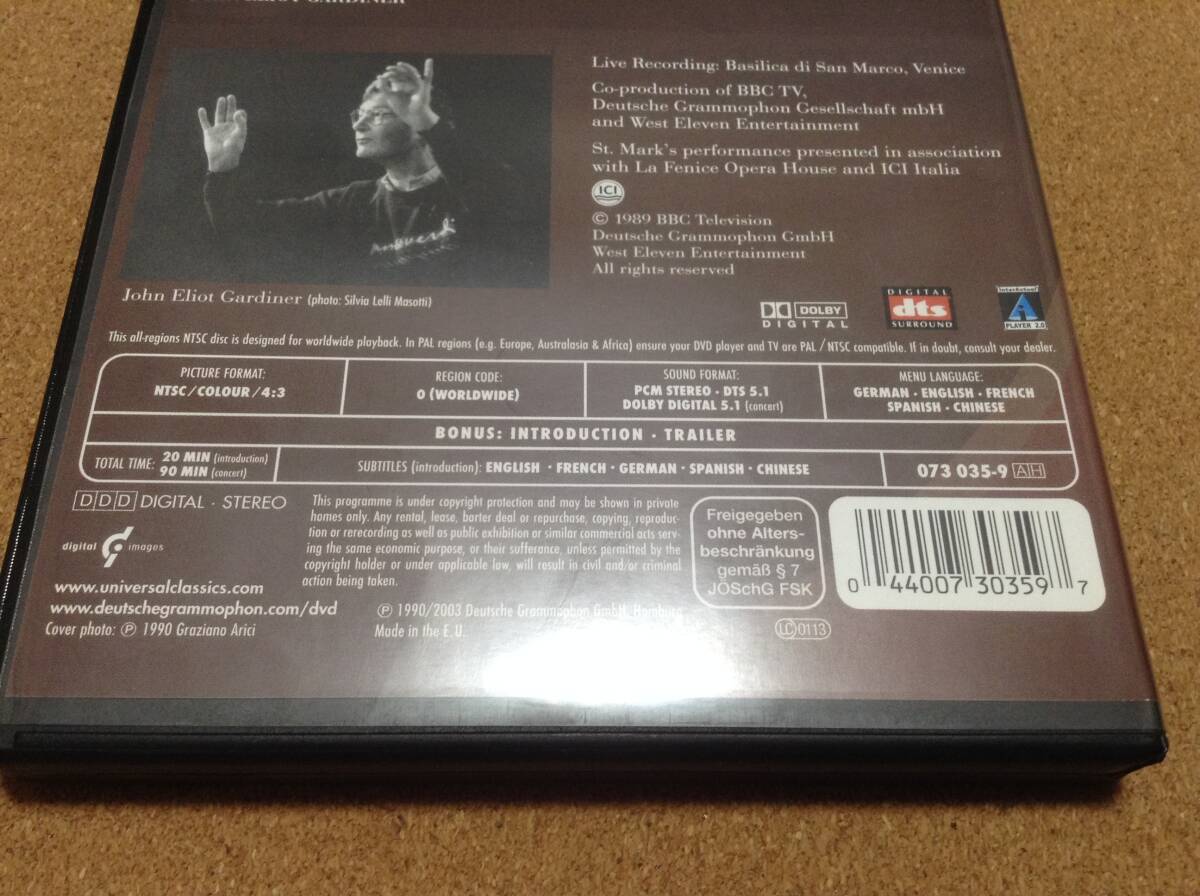 Live Recording: Basilica di San Marco, Venice
Co-production of BBC TV,
Deutsche Grammophon Gesellschaft mbH
and West Eleven Entertainment
St. Mark's performance presented in association
with La Fenice Opera House and ICI Italia
ICI
© 1989 BBC Television
Deutsche Grammophon GmbH
West Eleven Entertainment
All rights reserved
John Eliot Gardiner (photo: Silvia Lelli Masotti)
DOLBY
DIGITAL
DIGITAL
dts
SURROUND
InterActual
PLAYER 2.0
This all-regions NTSC disc is designed for worldwide playback. In PAL regions (e.g. Europe, Australasia & Africa) ensure your DVD player and TV are PAL/NTSC compatible. If in doubt, consult your dealer.
PICTURE FORMAT:
NTSC/COLOUR/4:3
REGION CODE:
0 (WORLDWIDE)
SOUND FORMAT:
PCM STEREO · DTS 5.1
DOLBY DIGITAL 5.1 (concert)
MENU LANGUAGE:
GERMAN · ENGLISH · FRENCH
SPANISH · CHINESE
BONUS: INTRODUCTION · TRAILER
TOTAL TIME: 20 MIN (introduction)
90 MIN (concert)
SUBTITLES (introduction): ENGLISH · FRENCH · GERMAN · SPANISH · CHINESE
073 035-9 AH
DDD DIGITAL · STEREO
digital images
www.universalclassics.com
www.deutschegrammophon.com/dvd
Cover photo: ℗ 1990 Graziano Arici
This programme is under copyright protection and may be shown in private
homes only. Any rental, lease, barter deal or repurchase, copying, reproduc-
tion or rerecording as well as public exhibition or similar commercial acts serv-
ing the same economic purpose, or their sufferance, unless permitted by the
copyright holder or under applicable law, will result in civil and/or criminal
action being taken.
℗ 1990/2003 Deutsche Grammophon GmbH, Hamburg
Made in the E. U.
LC 0113
Freigegeben
ohne Alters-
beschränkung
gemäß § 7
JÖSchG FSK
0 44007 30359 7